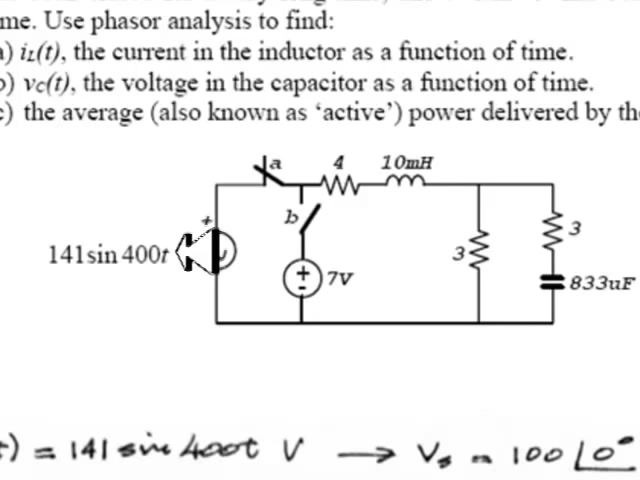 me. Use phasor analysis to find:
) iL(t), the current in the inductor as a function of time.
) vC(t), the voltage in the capacitor as a function of time.
) the average (also known as ‘active’) power delivered by the
a 4 10mH
b
141sin 400t
+
+
-
7V
3
3
833uF
) = 141 sin 400t V → Vs = 100 ∠0°